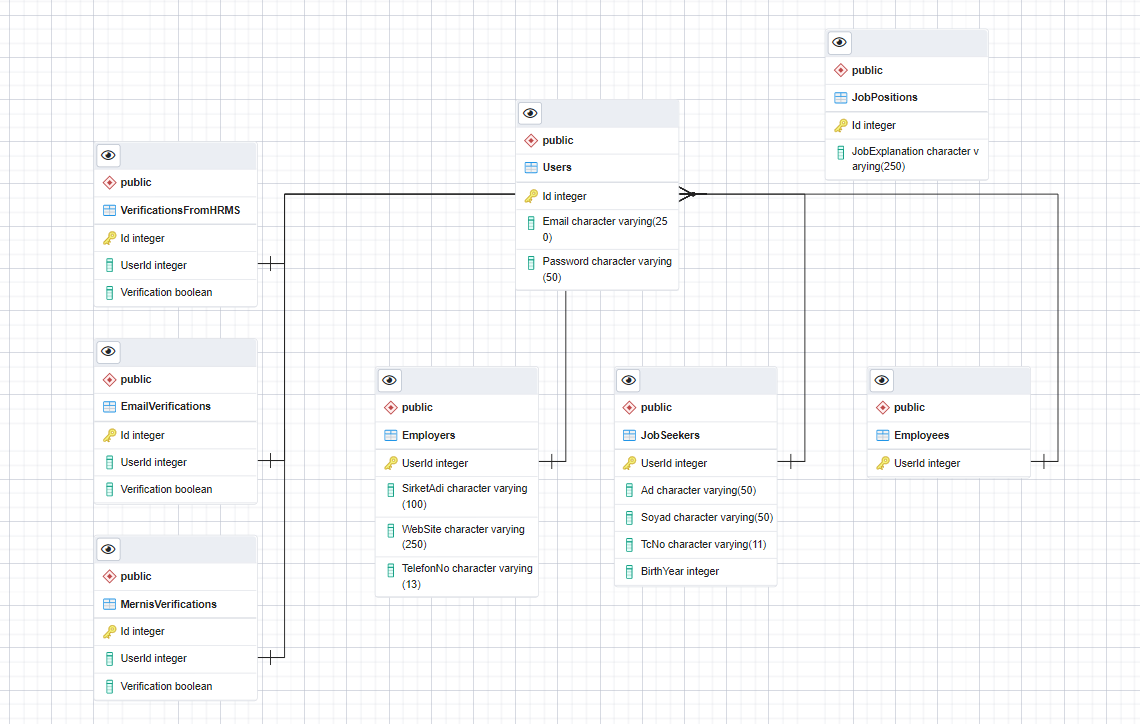 public
JobPositions
Id integer
JobExplanation character v
arying(250)
public
Users
Id integer
Email character varying(25
0)
Password character varying
(50)
public
VerificationsFromHRMS
Id integer
UserId integer
Verification boolean
public
EmailVerifications
Id integer
UserId integer
Verification boolean
public
MernisVerifications
Id integer
UserId integer
Verification boolean
public
Employers
UserId integer
SirketAdi character varying
(100)
WebSite character varying
(250)
TelefonNo character varying
(13)
public
JobSeekers
UserId integer
Ad character varying(50)
Soyad character varying(50)
TcNo character varying(11)
BirthYear integer
public
Employees
UserId integer